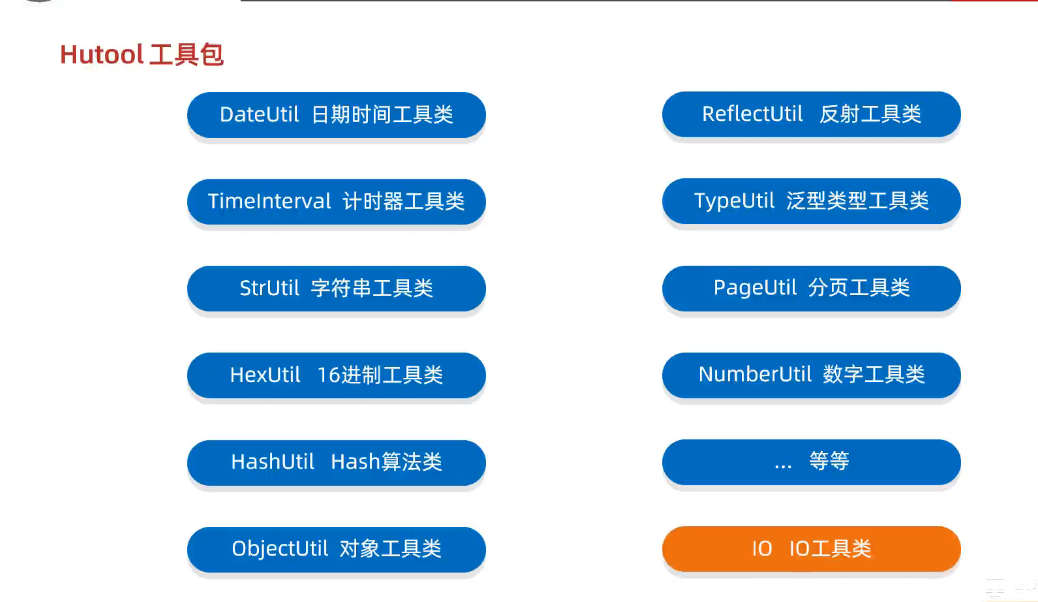 Hutool 工具包
DateUtil 日期时间工具类
TimeInterval 计时器工具类
StrUtil 字符串工具类
HexUtil 16进制工具类
HashUtil Hash算法类
ObjectUtil 对象工具类
ReflectUtil 反射工具类
TypeUtil 泛型类型工具类
PageUtil 分页工具类
NumberUtil 数字工具类
... 等等
IO IO工具类